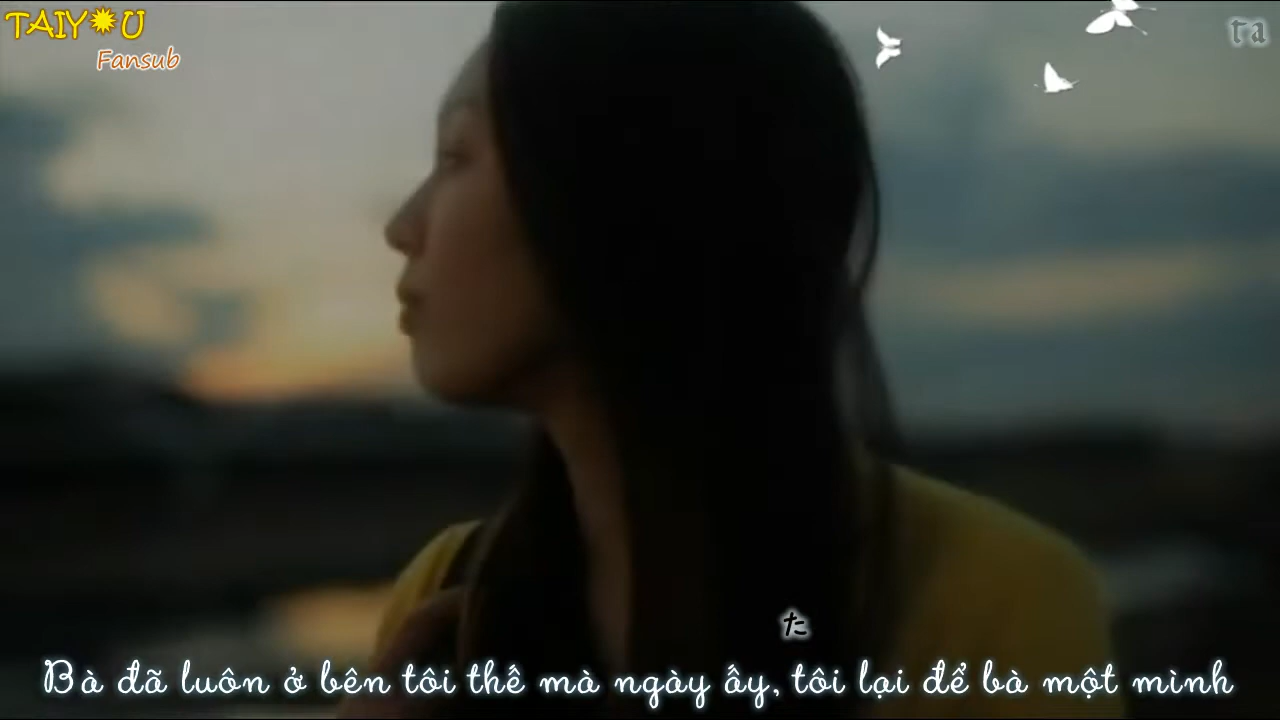 TAIYOU
Fansub
ta
た
Bà đã luôn ở bên tôi thế mà ngày ấy, tôi lại để bà một mình